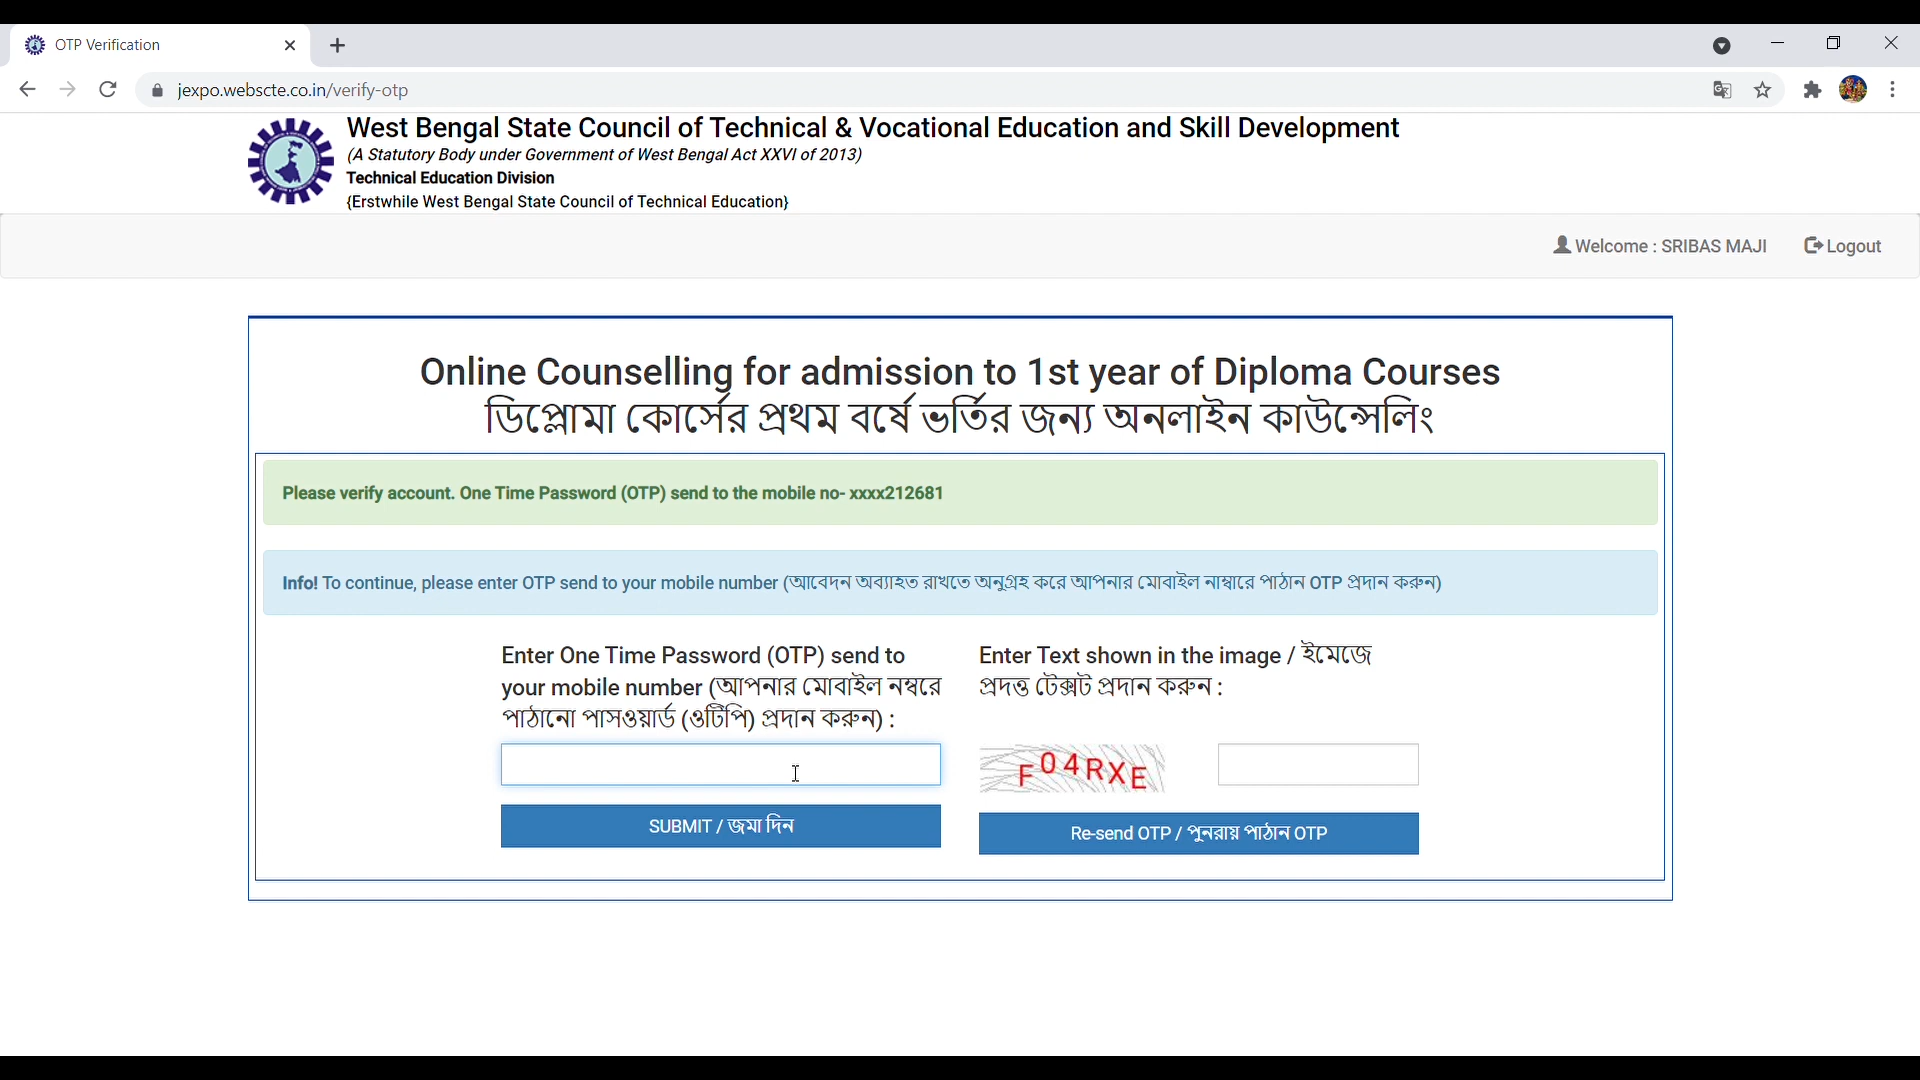 OTP Verification
jexpo.webscte.co.in/verify-otp
West Bengal State Council of Technical & Vocational Education and Skill Development
(A Statutory Body under Government of West Bengal Act XXVI of 2013)
Technical Education Division
{Erstwhile West Bengal State Council of Technical Education}
Welcome : SRIBAS MAJI Logout
Online Counselling for admission to 1st year of Diploma Courses
ডিপ্লোমা কোর্সের প্রথম বর্ষে ভর্তির জন্য অনলাইন কাউন্সেলিং
Please verify account. One Time Password (OTP) send to the mobile no- xxxx212681
Info! To continue, please enter OTP send to your mobile number (আবেদন অব্যাহত রাখতে অনুগ্রহ করে আপনার মোবাইল নাম্বারে পাঠান OTP প্রদান করুন)
Enter One Time Password (OTP) send to
your mobile number (আপনার মোবাইল নম্বরে
পাঠানো পাসওয়ার্ড (ওটিপি) প্রদান করুন) :
Enter Text shown in the image / ইমেজে
প্রদত্ত টেক্সট প্রদান করুন :
F04RXE
SUBMIT / জমা দিন
Re-send OTP / পুনরায় পাঠান OTP